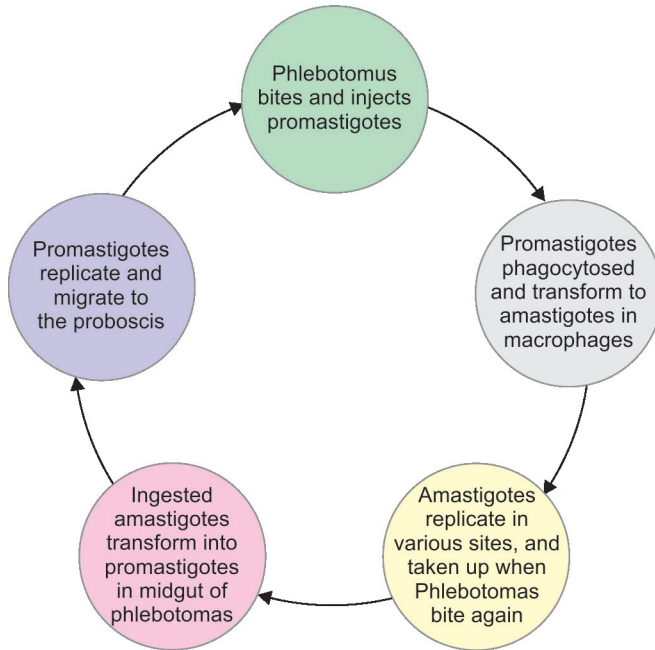 Phlebotomus
bites and injects
promastigotes
Promastigotes
phagocytosed
and transform to
amastigotes in
macrophages
Amastigotes
replicate in
various sites, and
taken up when
Phlebotomas
bite again
Ingested
amastigotes
transform into
promastigotes
in midgut of
phlebotomas
Promastigotes
replicate and
migrate to
the proboscis